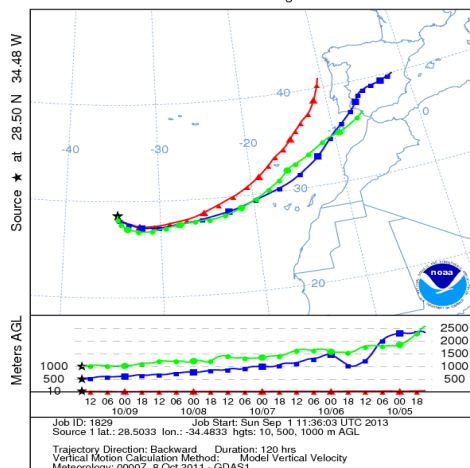 Source ★ at 28.50 N 34.48 W
-40
-30
-20
40
30
20
0
noaa
Meters AGL
2500
2000
1500
1000
500
1000
500
10
12 06 00 18 12 06 00 18 12 06 00 18 12 06 00 18 12 06 00 18
10/09 10/08 10/07 10/06 10/05
Job ID: 1829 Job Start: Sun Sep 1 11:36:03 UTC 2013
Source 1 lat.: 28.5033 lon.: -34.4833 hgts: 10, 500, 1000 m AGL
Trajectory Direction: Backward Duration: 120 hrs
Vertical Motion Calculation Method: Model Vertical Velocity
Meteorology: 0000Z 8 Oct 2011 - GDAS1